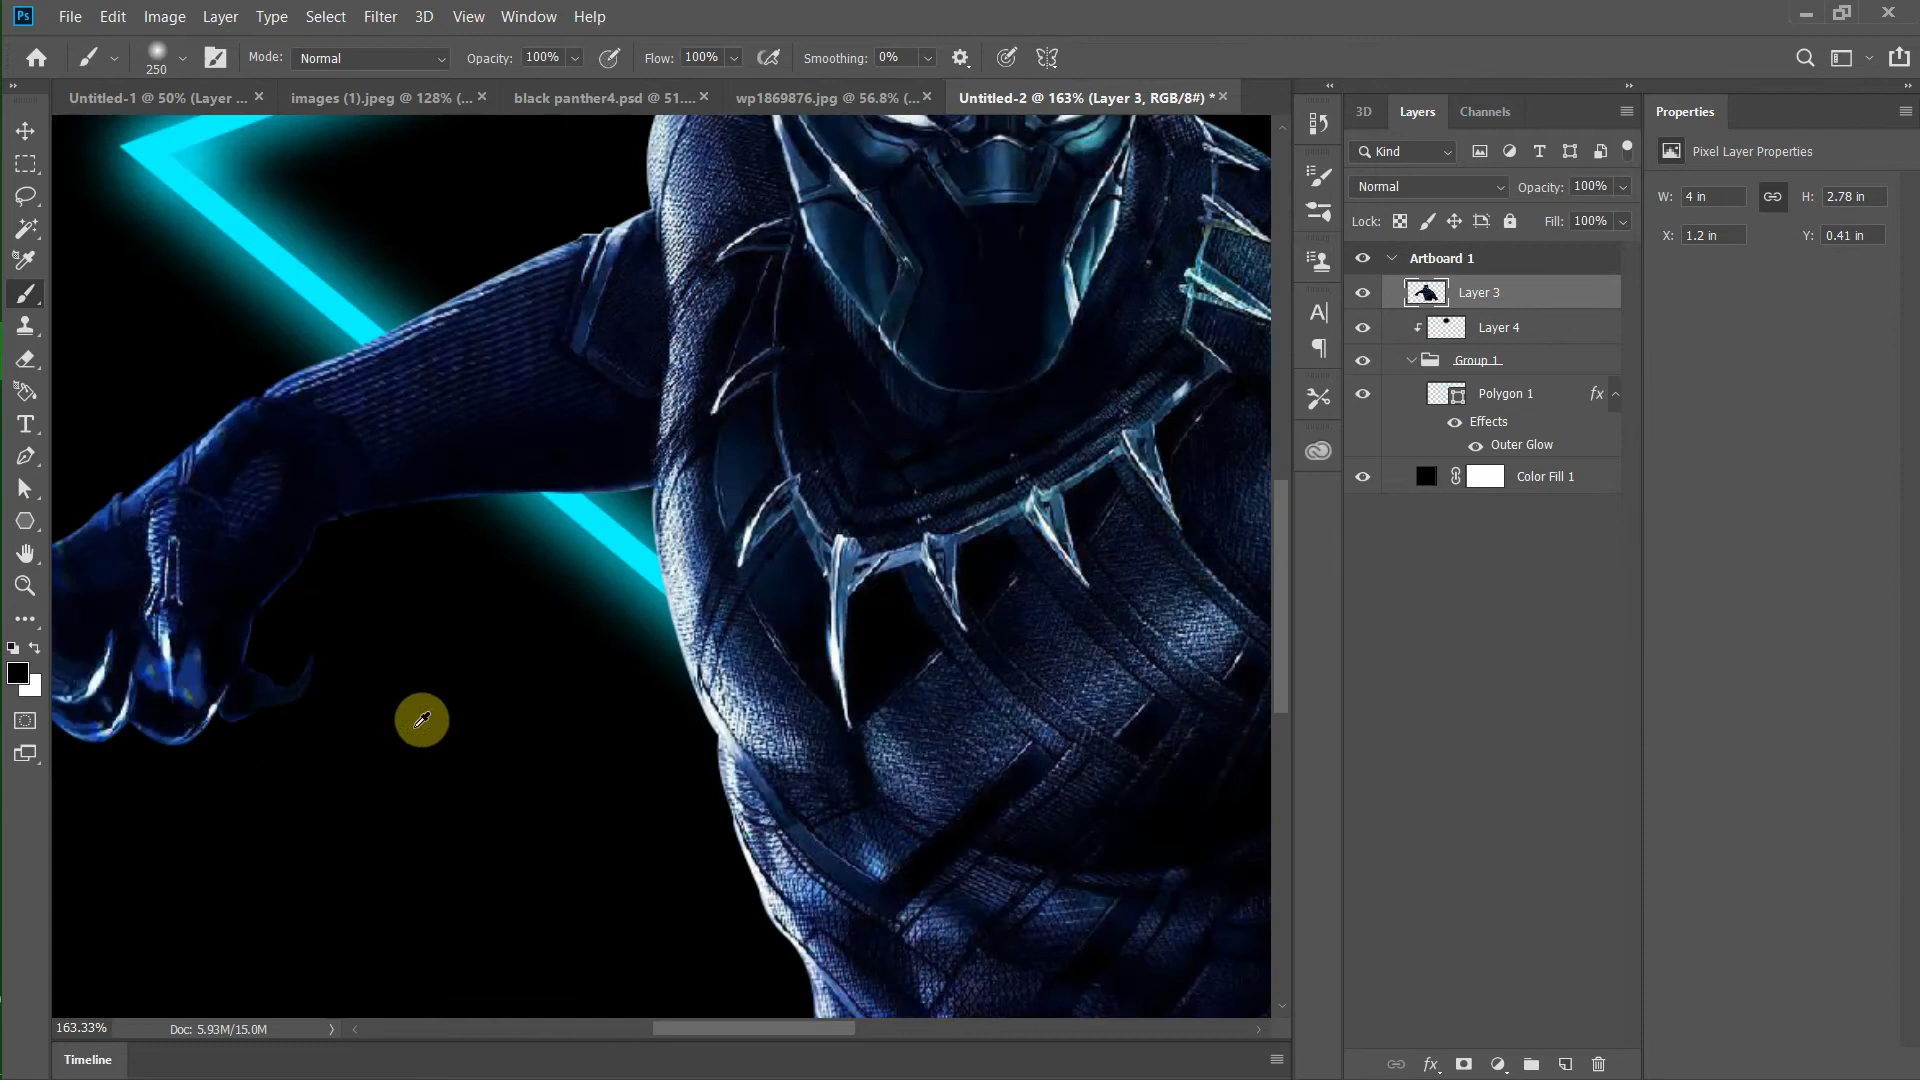 Ps File Edit Image Layer Type Select Filter 3D View Window Help
250 Mode: Normal Opacity: 100% Flow: 100% Smoothing: 0%
Untitled-1 @ 50% (Layer ... images (1).jpeg @ 128% (... black panther4.psd @ 51.... wp1869876.jpg @ 56.8% (... Untitled-2 @ 163% (Layer 3, RGB/8#) *
3D Layers Channels
Properties
Kind
Pixel Layer Properties
Normal Opacity: 100%
W: 4 in H: 2.78 in
Lock: Fill: 100%
X: 1.2 in Y: 0.41 in
Artboard 1
Layer 3
Layer 4
Group 1
Polygon 1 fx
Effects
Outer Glow
Color Fill 1
163.33% Doc: 5.93M/15.0M
Timeline
fx